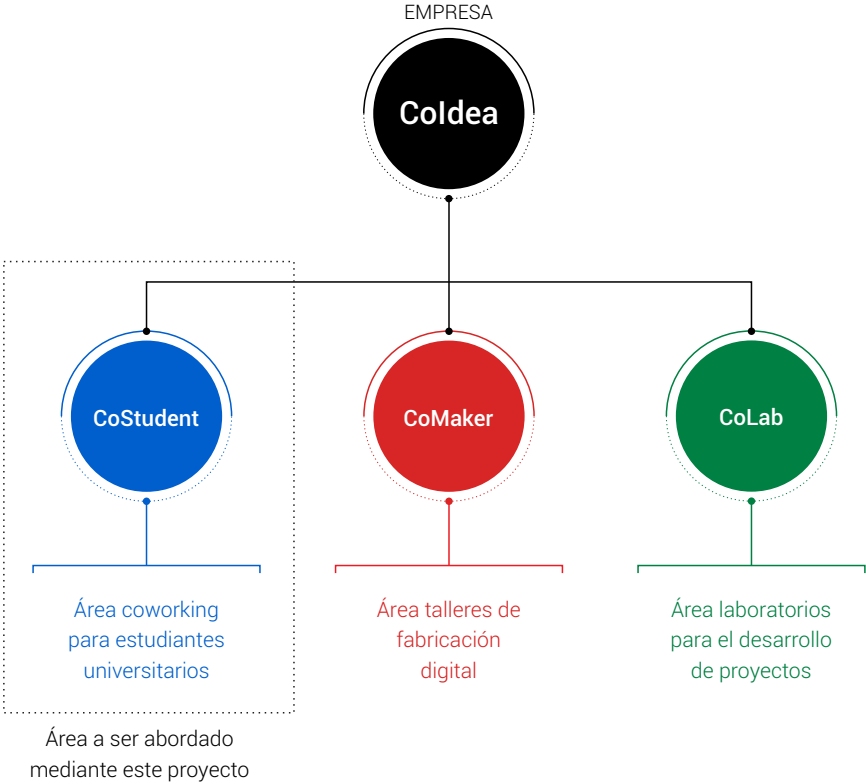 EMPRESA
CoIdea
CoStudent
CoMaker
CoLab
Área coworking
para estudiantes
universitarios
Área talleres de
fabricación
digital
Área laboratorios
para el desarrollo
de proyectos
Área a ser abordado
mediante este proyecto